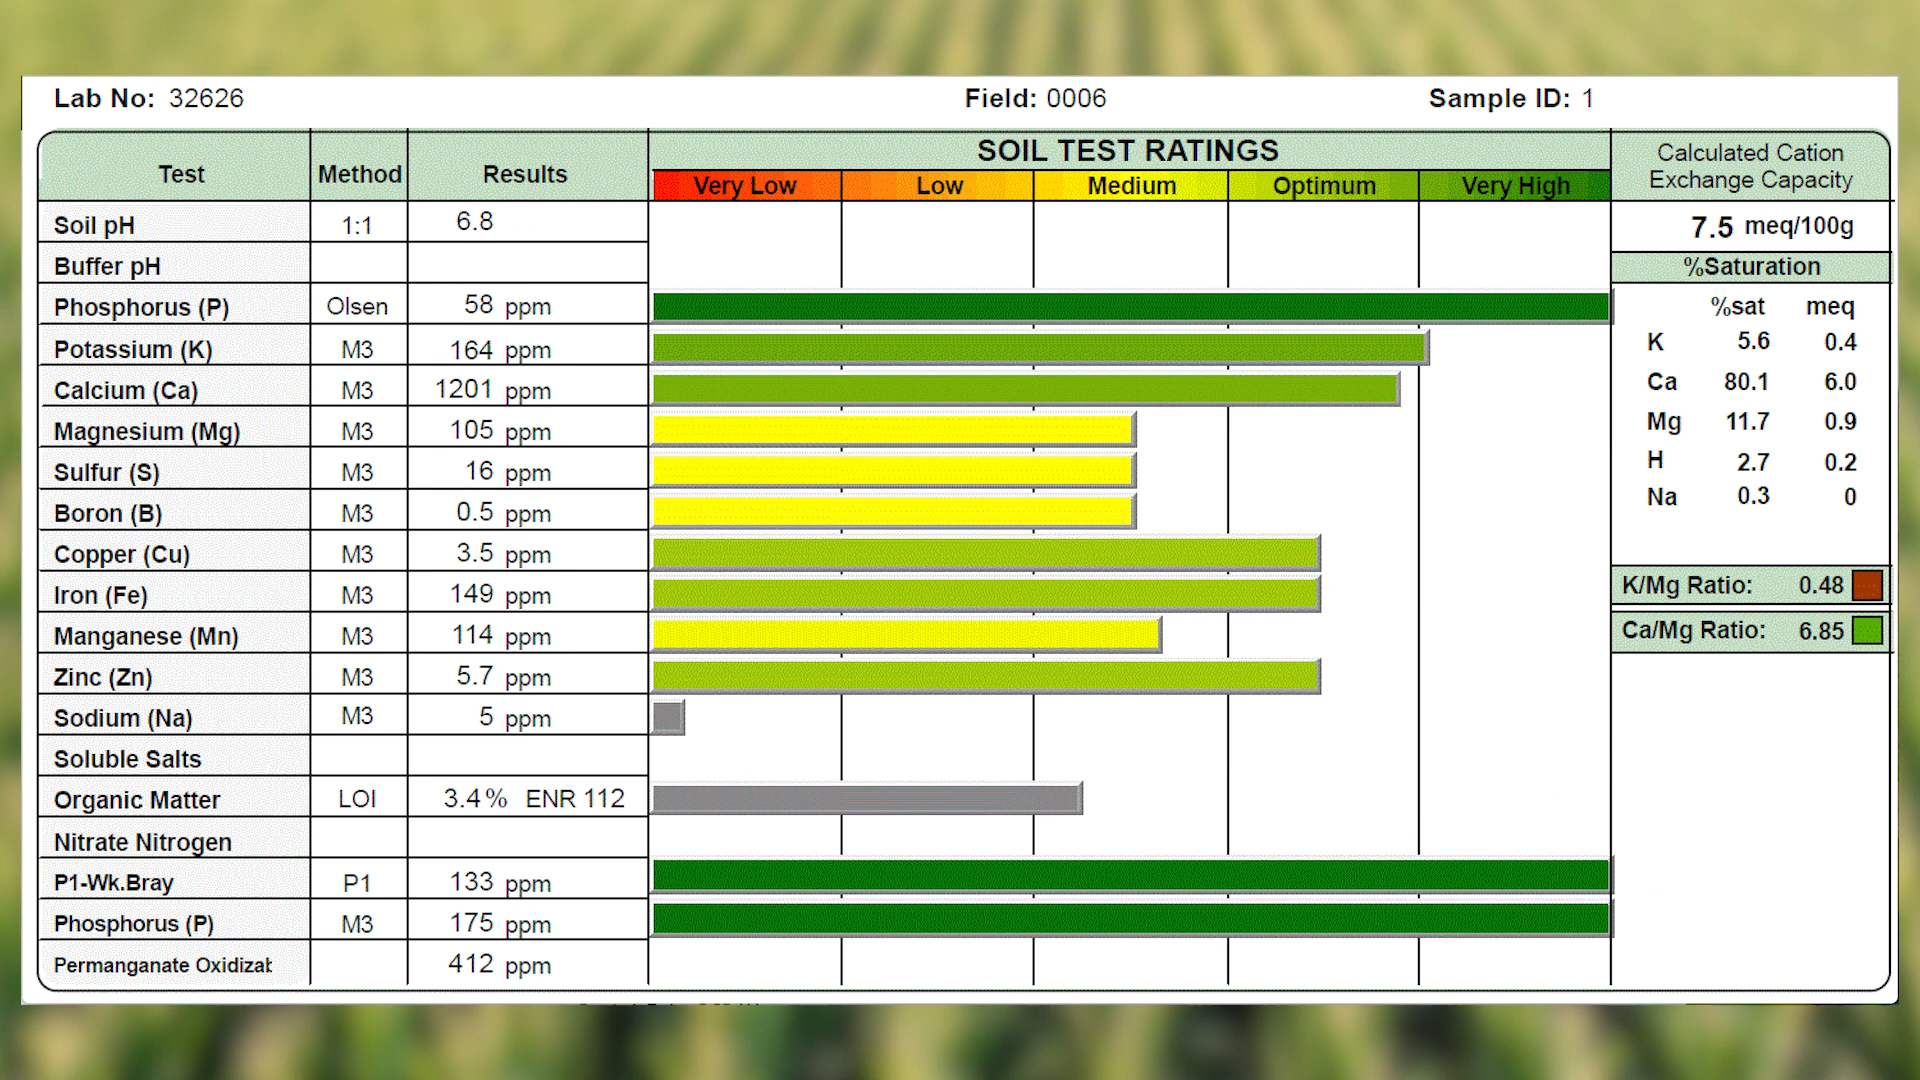 Lab No: 32626 Field: 0006 Sample ID: 1
Test Method Results SOIL TEST RATINGS Calculated Cation
Exchange Capacity
Very Low Low Medium Optimum Very High
Soil pH 1:1 6.8 7.5 meq/100g
Buffer pH %Saturation
Phosphorus (P) Olsen 58 ppm %sat meq
Potassium (K) M3 164 ppm K 5.6 0.4
Calcium (Ca) M3 1201 ppm Ca 80.1 6.0
Magnesium (Mg) M3 105 ppm Mg 11.7 0.9
Sulfur (S) M3 16 ppm H 2.7 0.2
Boron (B) M3 0.5 ppm Na 0.3 0
Copper (Cu) M3 3.5 ppm
Iron (Fe) M3 149 ppm K/Mg Ratio: 0.48
Manganese (Mn) M3 114 ppm Ca/Mg Ratio: 6.85
Zinc (Zn) M3 5.7 ppm
Sodium (Na) M3 5 ppm
Soluble Salts
Organic Matter LOI 3.4% ENR 112
Nitrate Nitrogen
P1-Wk.Bray P1 133 ppm
Phosphorus (P) M3 175 ppm
Permanganate Oxidizab 412 ppm